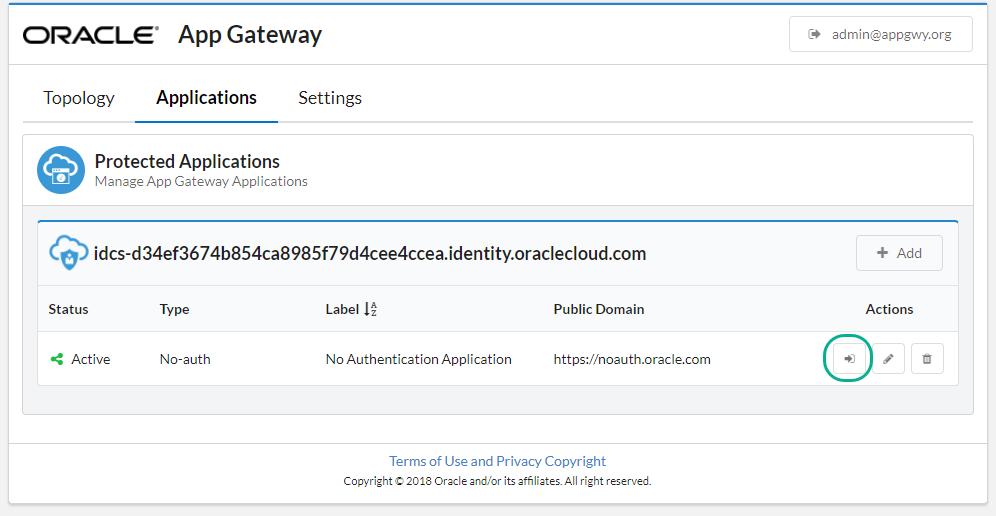 ORACLE App Gateway
admin@appgwy.org
Topology Applications Settings
Protected Applications
Manage App Gateway Applications
idcs-d34ef3674b854ca8985f79d4cee4ccea.identity.oraclecloud.com
Add
Status Type Label Public Domain Actions
Active No-auth No Authentication Application https://noauth.oracle.com
Terms of Use and Privacy Copyright
Copyright © 2018 Oracle and/or its affiliates. All right reserved.